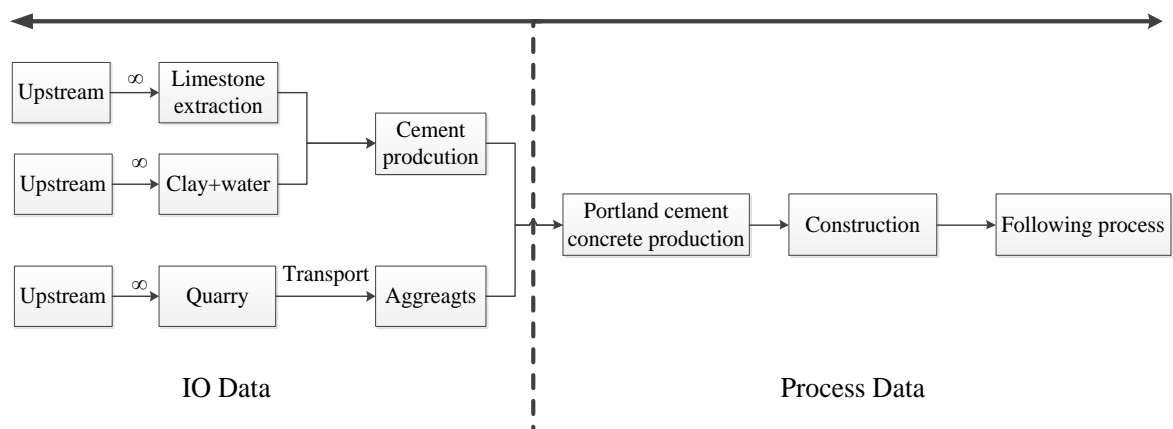 Upstream
∞
Limestone
extraction
Cement
prodcution
Upstream
∞
Clay+water
Portland cement
concrete production
Construction
Following process
Upstream
∞
Quarry
Transport
Aggreagts
IO Data
Process Data